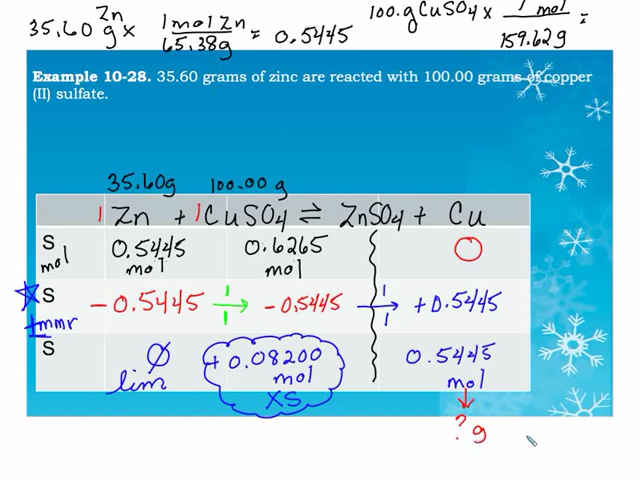 35.60 g Zn x 1 mol Zn / 65.38g = 0.5445
100. g CuSO4 x 1 mol / 159.62g =
Example 10-28. 35.60 grams of zinc are reacted with 100.00 grams of copper
(II) sulfate.
35.60g 100.00 g
1 Zn + 1 CuSO4 ⇌ ZnSO4 + Cu
S mol 0.5445 mol 0.6265 mol 0
☆ S ± mmr - 0.5445 1/1 → - 0.5445 1/1 → + 0.5445
S Ø lim + 0.08200 mol XS 0.5445 mol
↓
? g